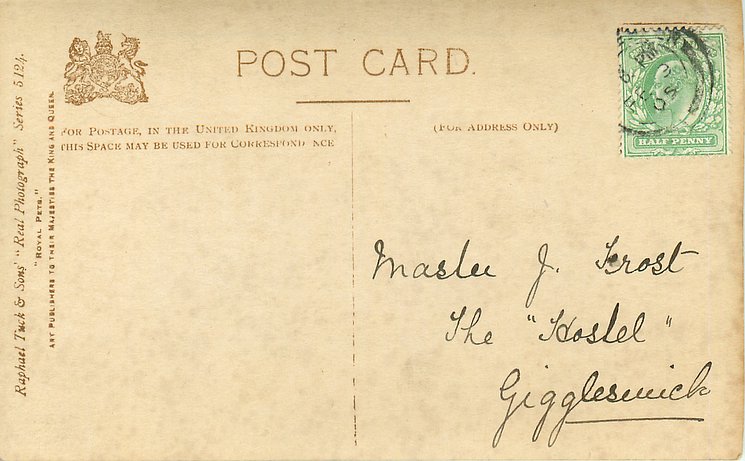 POST CARD.
FOR POSTAGE, IN THE UNITED KINGDOM ONLY,
THIS SPACE MAY BE USED FOR CORRESPONDENCE
(FOR ADDRESS ONLY)
HALF PENNY
Raphael Tuck & Sons' "Real Photograph" Series 5124.
"ROYAL PETS."
ART PUBLISHERS TO THEIR MAJESTIES THE KING AND QUEEN.
Master J. Frost
The "Hostel"
Giggleswick